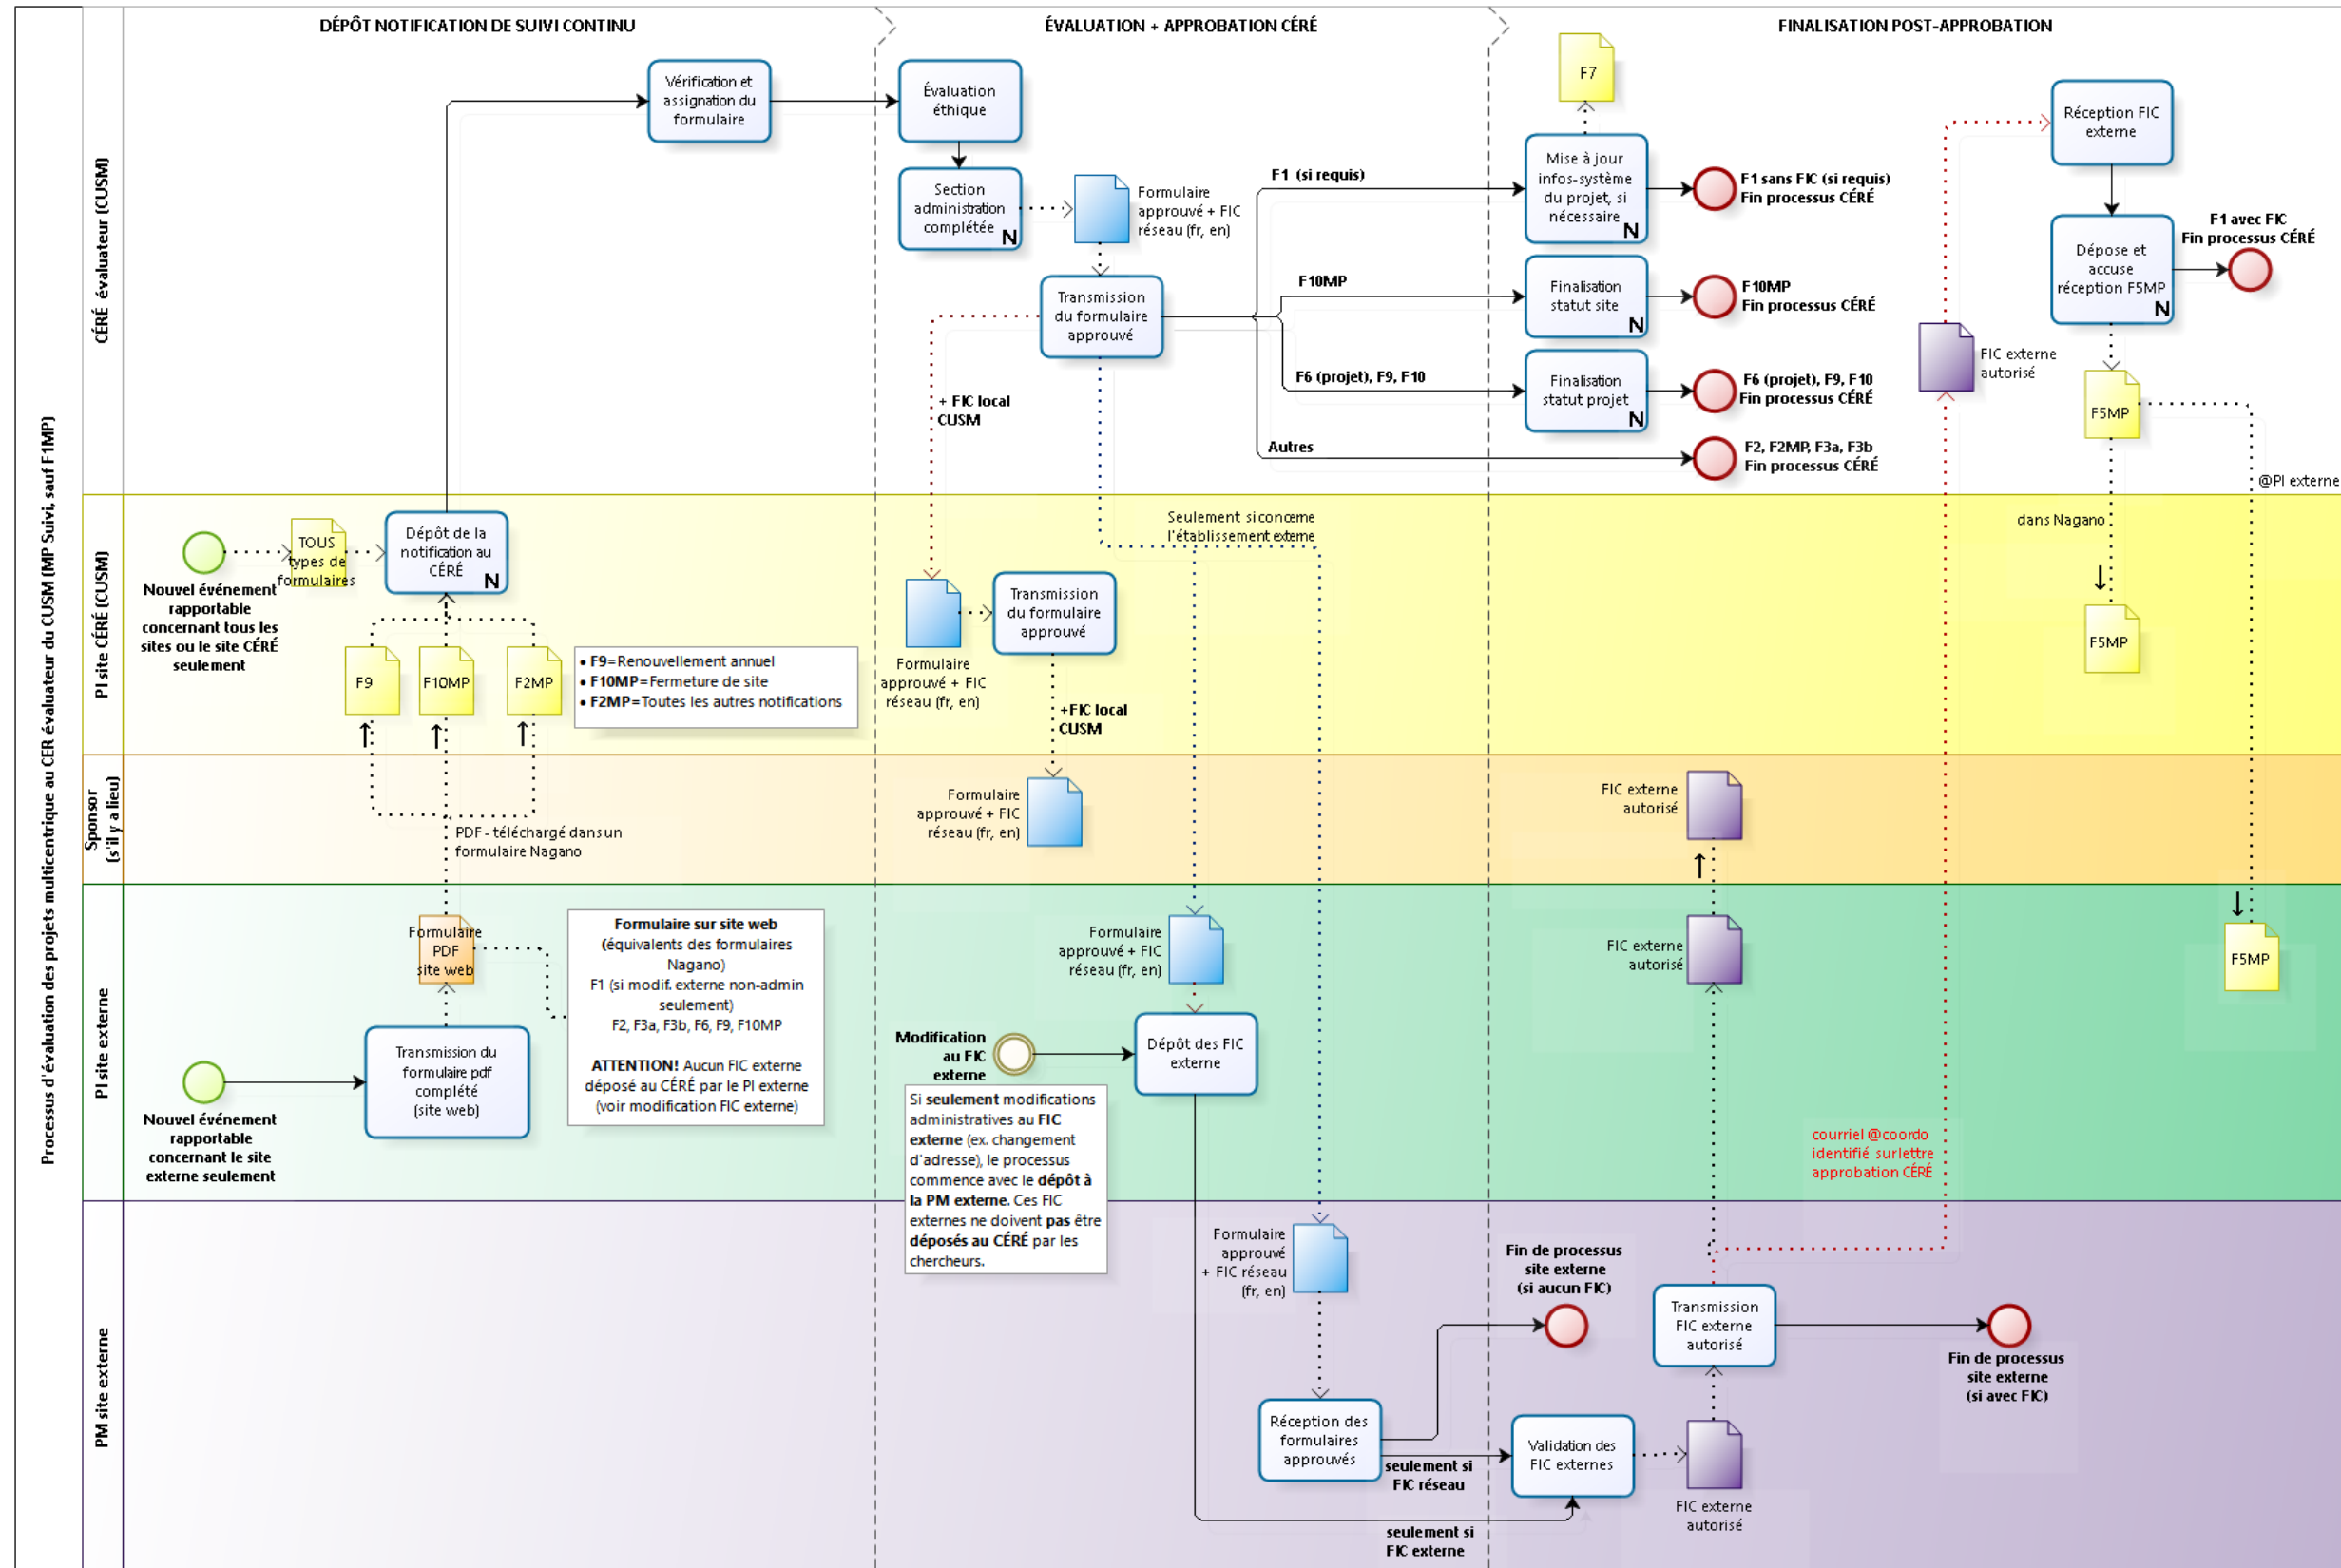 Processus d'évaluation des projets multicentrique au CER évaluateur du CUSM (MP Suivi, sauf F1MP)
DÉPÔT NOTIFICATION DE SUIVI CONTINU
ÉVALUATION + APPROBATION CÉRÉ
FINALISATION POST-APPROBATION
CÉRÉ évaluateur (CUSM)
Vérification et
assignation du
formulaire
Évaluation
éthique
Section
administration
complétée
N
Formulaire
approuvé + FIC
réseau (fr, en)
Transmission
du formulaire
approuvé
+ FIC local
CUSM
F1 (si requis)
F10MP
F6 (projet), F9, F10
Autres
F7
Mise à jour
infos-système
du projet, si
nécessaire
N
F1 sans FIC (si requis)
Fin processus CÉRÉ
Finalisation
statut site
N
F10MP
Fin processus CÉRÉ
Finalisation
statut projet
N
F6 (projet), F9, F10
Fin processus CÉRÉ
F2, F2MP, F3a, F3b
Fin processus CÉRÉ
Réception FIC
externe
Dépose et
accuse
réception F5MP
N
F1 avec FIC
Fin processus CÉRÉ
FIC externe
autorisé
F5MP
@PI externe
PI site CÉRÉ (CUSM)
Nouvel événement
rapportable
concernant tous les
sites ou le site CÉRÉ
seulement
TOUS
types de
formulaires
Dépôt de la
notification au
CÉRÉ
N
F9
F10MP
F2MP
• F9=Renouvellement annuel
• F10MP=Fermeture de site
• F2MP=Toutes les autres notifications
Formulaire
approuvé + FIC
réseau (fr, en)
Transmission
du formulaire
approuvé
+FIC local
CUSM
Seulement si concerne
l'établissement externe
dans Nagano
F5MP
Sponsor
(s'il y a lieu)
PDF - téléchargé dans un
formulaire Nagano
Formulaire
approuvé + FIC
réseau (fr, en)
FIC externe
autorisé
PI site externe
Nouvel événement
rapportable
concernant le site
externe seulement
Formulaire
PDF
site web
Transmission du
formulaire pdf
complété
(site web)
Formulaire sur site web
(équivalents des formulaires
Nagano)
F1 (si modif. externe non-admin
seulement)
F2, F3a, F3b, F6, F9, F10MP
ATTENTION! Aucun FIC externe
déposé au CÉRÉ par le PI externe
(voir modification FIC externe)
Formulaire
approuvé + FIC
réseau (fr, en)
Modification
au FIC
externe
Dépôt des FIC
externe
Si seulement modifications
administratives au FIC
externe (ex. changement
d'adresse), le processus
commence avec le dépôt à
la PM externe. Ces FIC
externes ne doivent pas être
déposés au CÉRÉ par les
chercheurs.
FIC externe
autorisé
courriel @coordo
identifié sur lettre
approbation CÉRÉ
F5MP
PM site externe
Formulaire
approuvé
+ FIC réseau
(fr, en)
Réception des
formulaires
approuvés
seulement si
FIC réseau
seulement si
FIC externe
Fin de processus
site externe
(si aucun FIC)
Validation des
FIC externes
FIC externe
autorisé
Transmission
FIC externe
autorisé
Fin de processus
site externe
(si avec FIC)